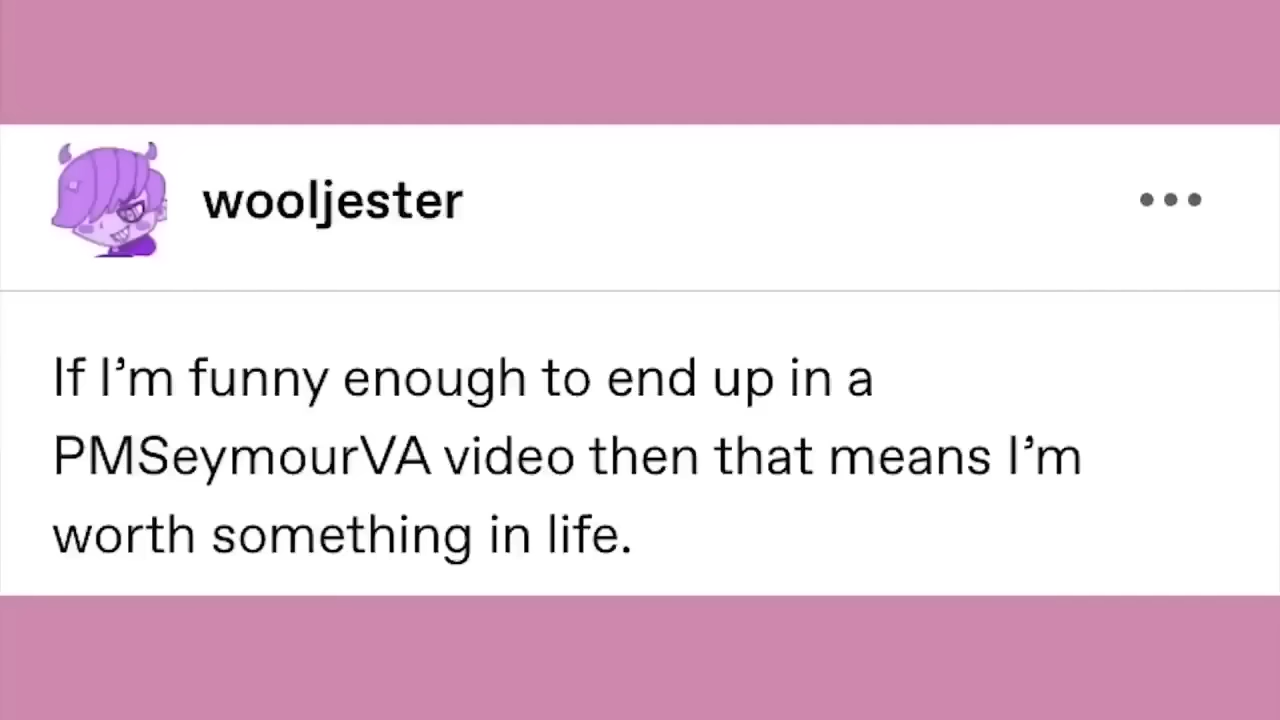 wooljester
If I’m funny enough to end up in a
PMSeymourVA video then that means I’m
worth something in life.